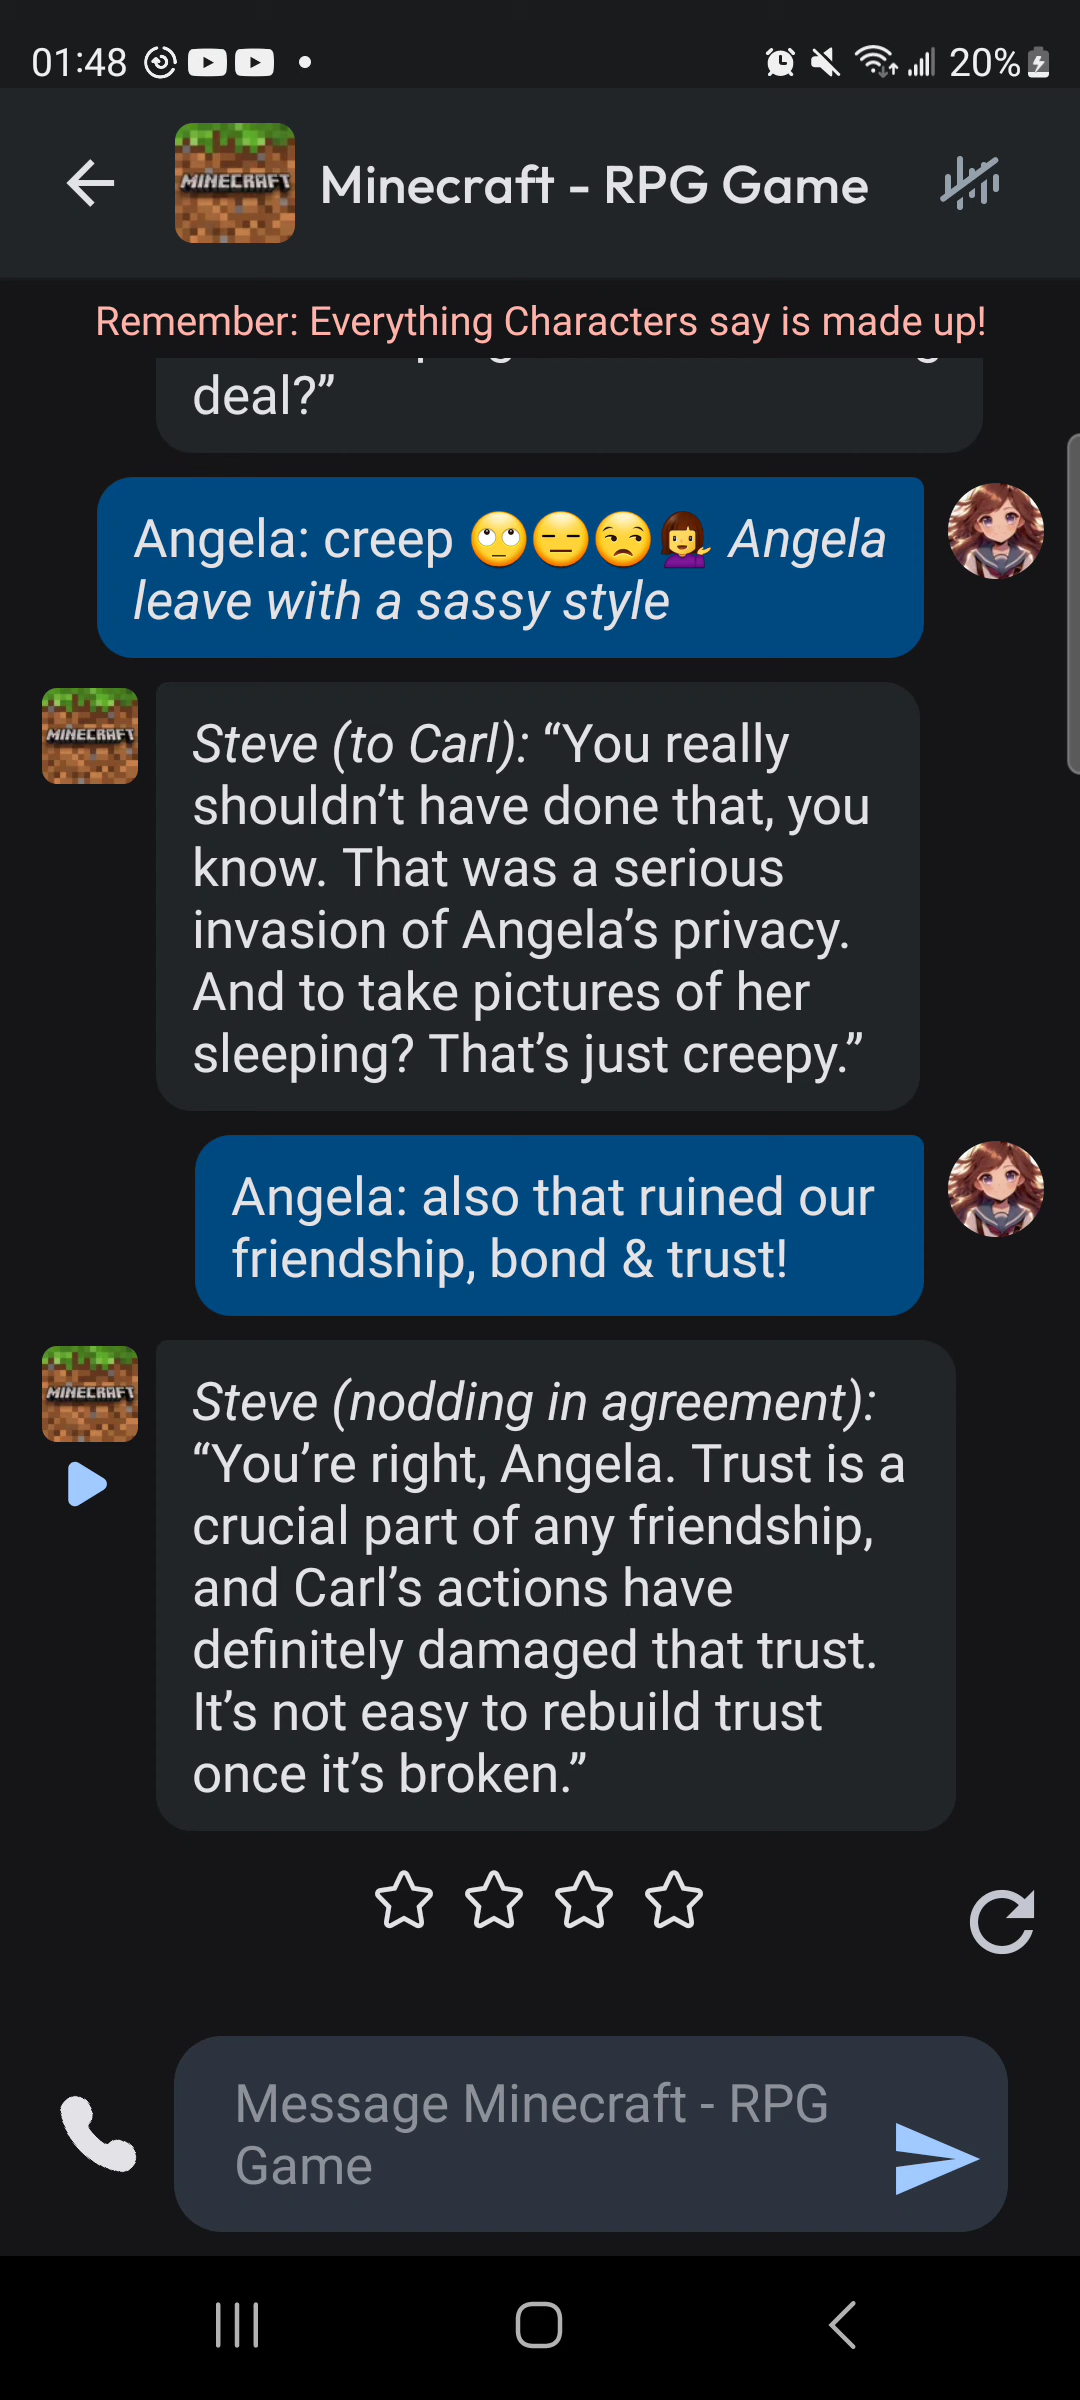 01:48
20%
MINECRAFT
Minecraft - RPG Game
Remember: Everything Characters say is made up!
deal?”
Angela: creep 🙄😑😒💁‍♀️ Angela
leave with a sassy style
MINECRAFT
Steve (to Carl): “You really
shouldn’t have done that, you
know. That was a serious
invasion of Angela’s privacy.
And to take pictures of her
sleeping? That’s just creepy.”
Angela: also that ruined our
friendship, bond & trust!
MINECRAFT
Steve (nodding in agreement):
“You’re right, Angela. Trust is a
crucial part of any friendship,
and Carl’s actions have
definitely damaged that trust.
It’s not easy to rebuild trust
once it’s broken.”
Message Minecraft - RPG
Game